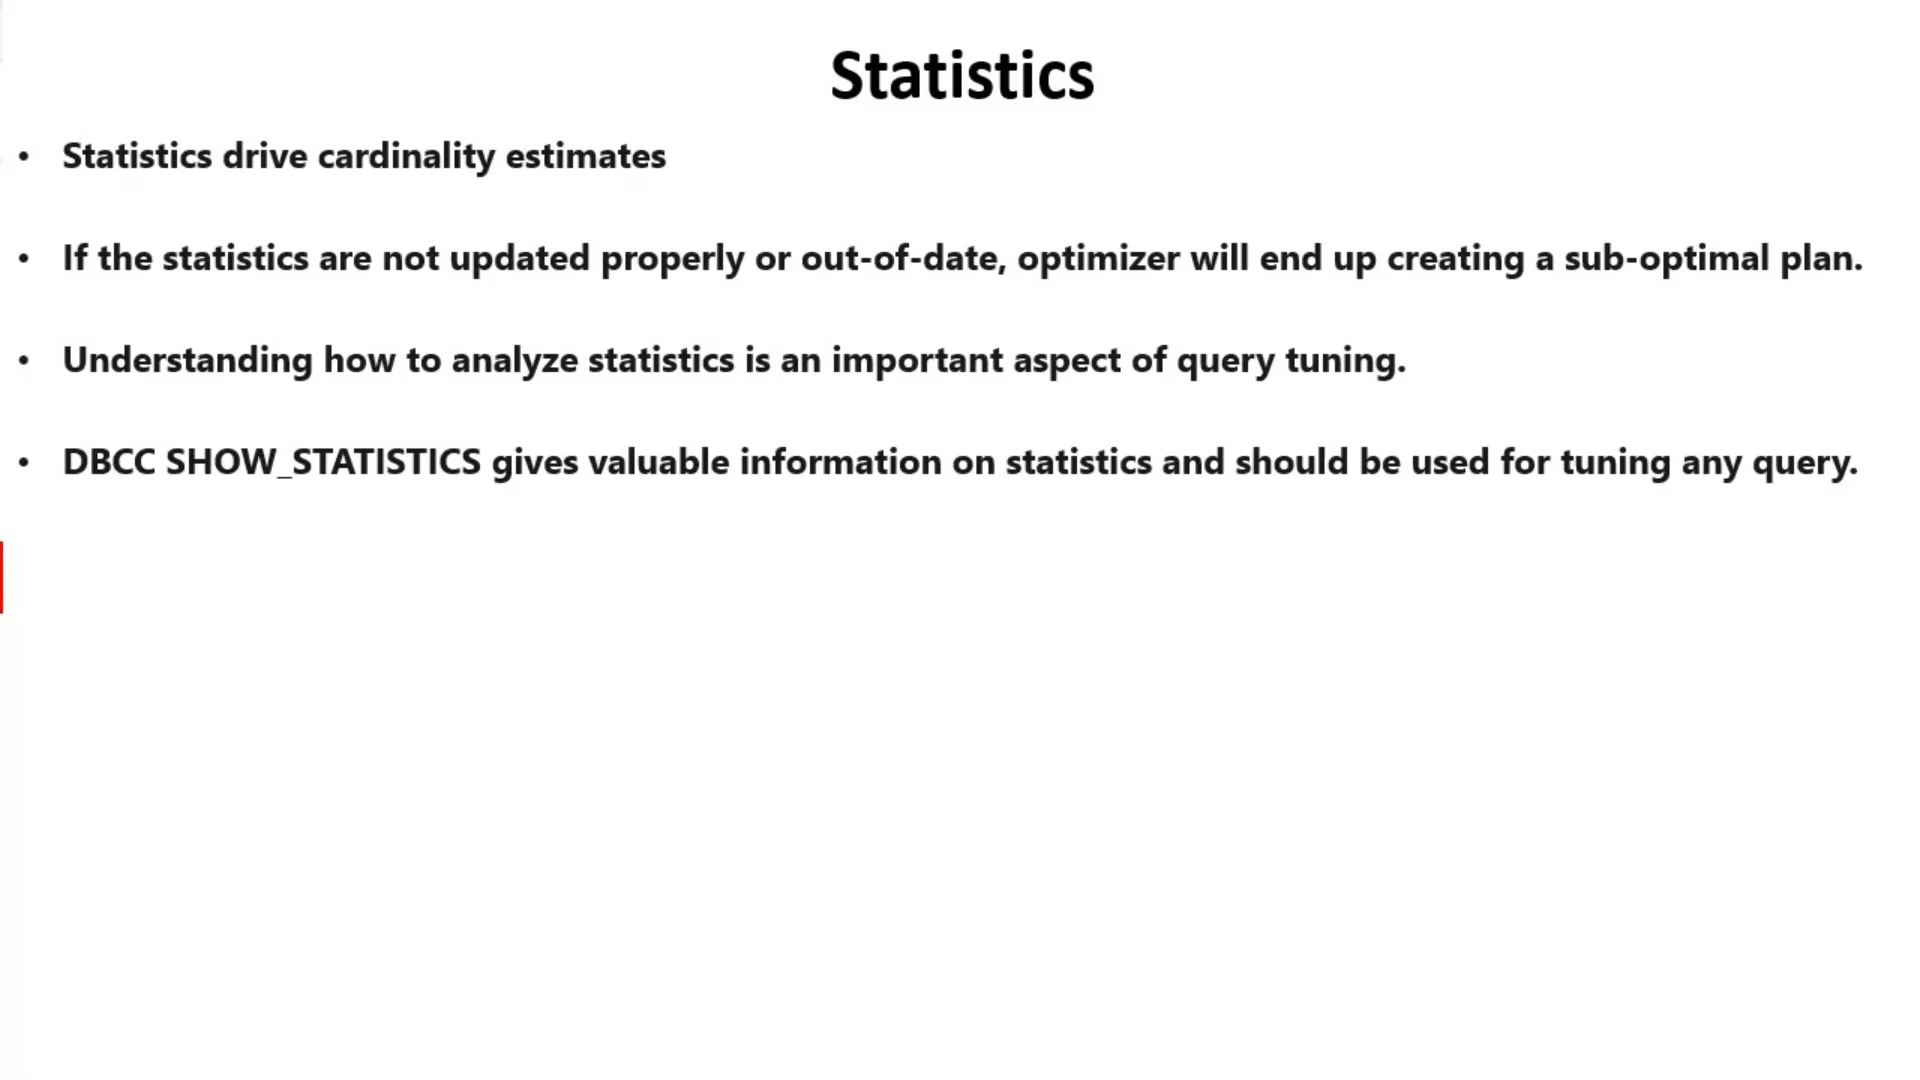 Statistics
• Statistics drive cardinality estimates
• If the statistics are not updated properly or out-of-date, optimizer will end up creating a sub-optimal plan.
• Understanding how to analyze statistics is an important aspect of query tuning.
• DBCC SHOW_STATISTICS gives valuable information on statistics and should be used for tuning any query.